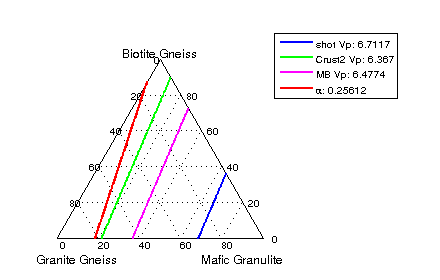 shot Vp: 6.7117
Crust2 Vp: 6.367
MB Vp: 6.4774
α: 0.25612
Biotite Gneiss
0
20 80
40 60
60 40
80 20
0
0 20 40 60 80
Granite Gneiss Mafic Granulite